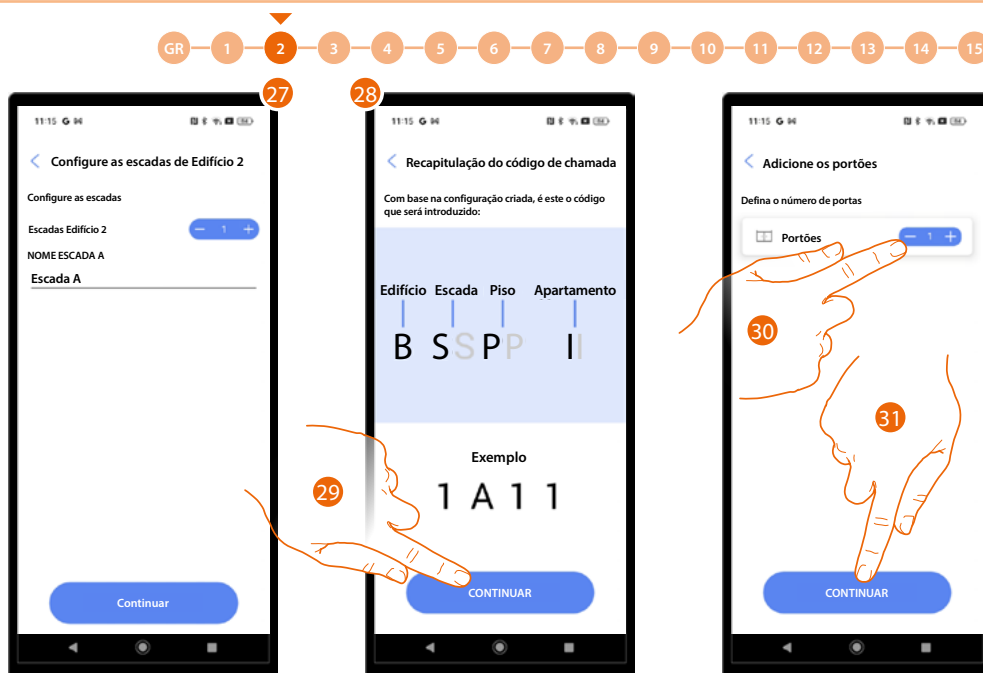 GR 1 2 3 4 5 6 7 8 9 10 11 12 13 14 15
27
11:15 G
Configure as escadas de Edifício 2
Configure as escadas
Escadas Edifício 2
— 1 +
NOME ESCADA A
Escada A
Continuar
28
11:15 G
Recapitulação do código de chamada
Com base na configuração criada, é este o código
que será introduzido:
Edifício Escada Piso Apartamento
B SSPP II
Exemplo
1 A 1 1
29
CONTINUAR
11:15 G
Adicione os portões
Defina o número de portas
Portões
— 1 +
30
31
CONTINUAR